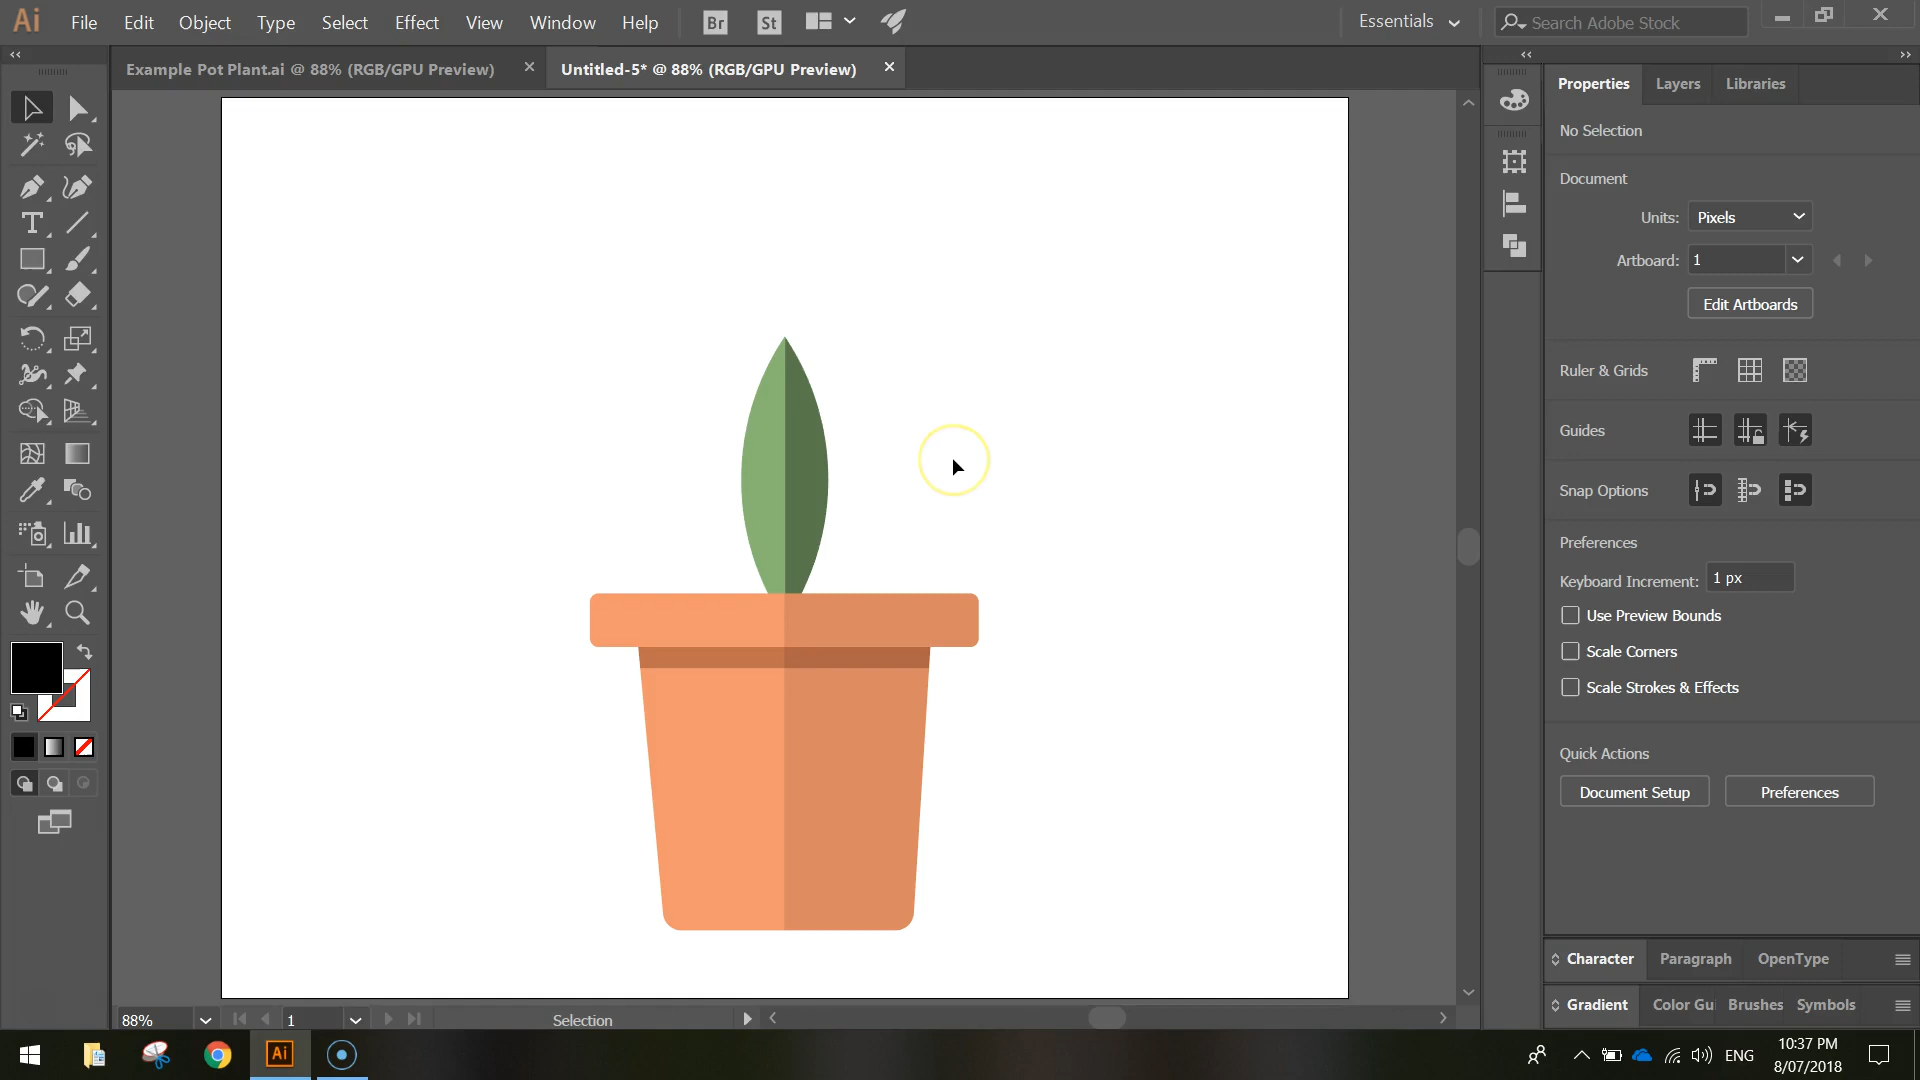 Ai File Edit Object Type Select Effect View Window Help Br St Essentials Search Adobe Stock
Example Pot Plant.ai @ 88% (RGB/GPU Preview) Untitled-5* @ 88% (RGB/GPU Preview)
Properties Layers Libraries
No Selection
Document
Units: Pixels
Artboard: 1
Edit Artboards
Ruler & Grids
Guides
Snap Options
Preferences
Keyboard Increment: 1 px
Use Preview Bounds
Scale Corners
Scale Strokes & Effects
Quick Actions
Document Setup Preferences
Character Paragraph OpenType
Gradient Color Gui Brushes Symbols
88% 1 Selection
Ai ENG 10:37 PM
8/07/2018